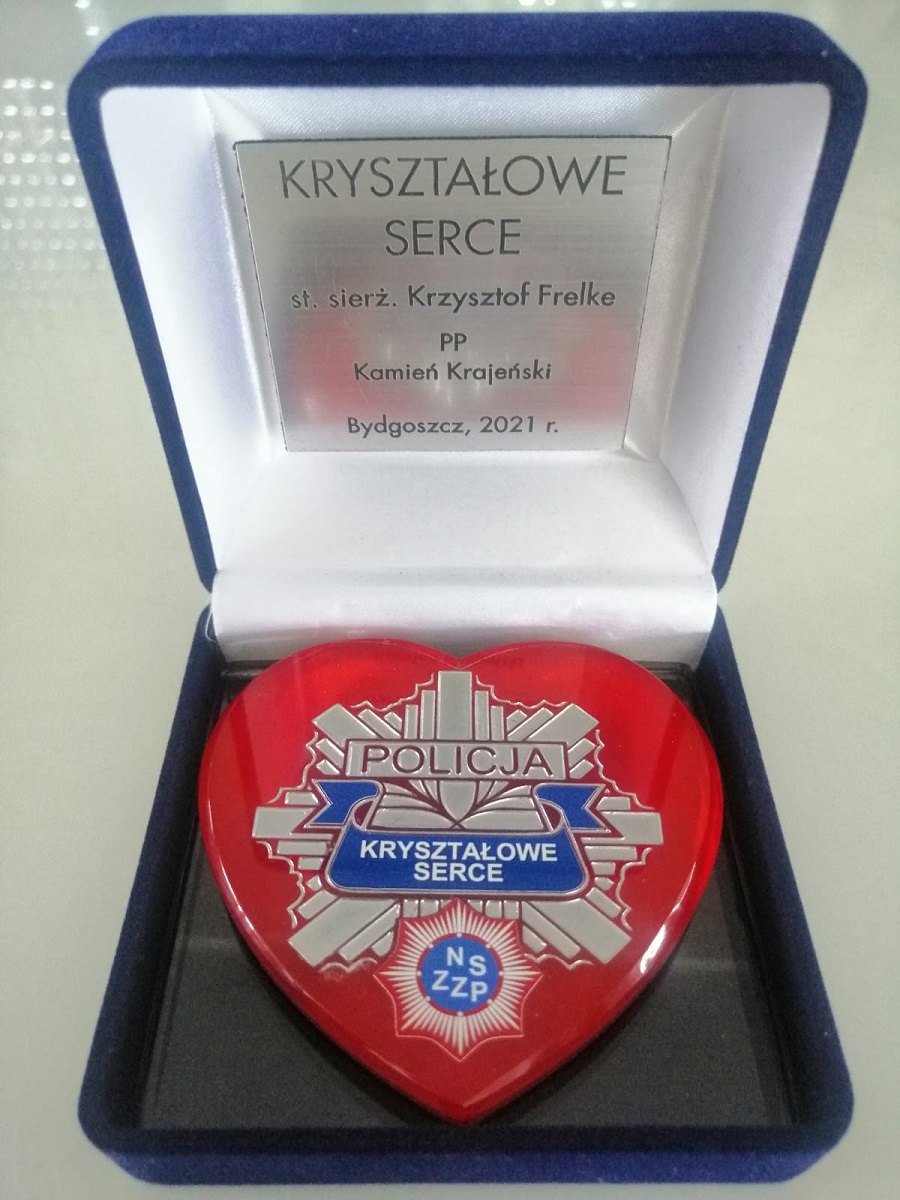 KRYSZTAŁOWE
SERCE
st. sierż. Krzysztof Frelke
PP
Kamień Krajeński
Bydgoszcz, 2021 r.
POLICJA
KRYSZTAŁOWE
SERCE
NS
ZZP